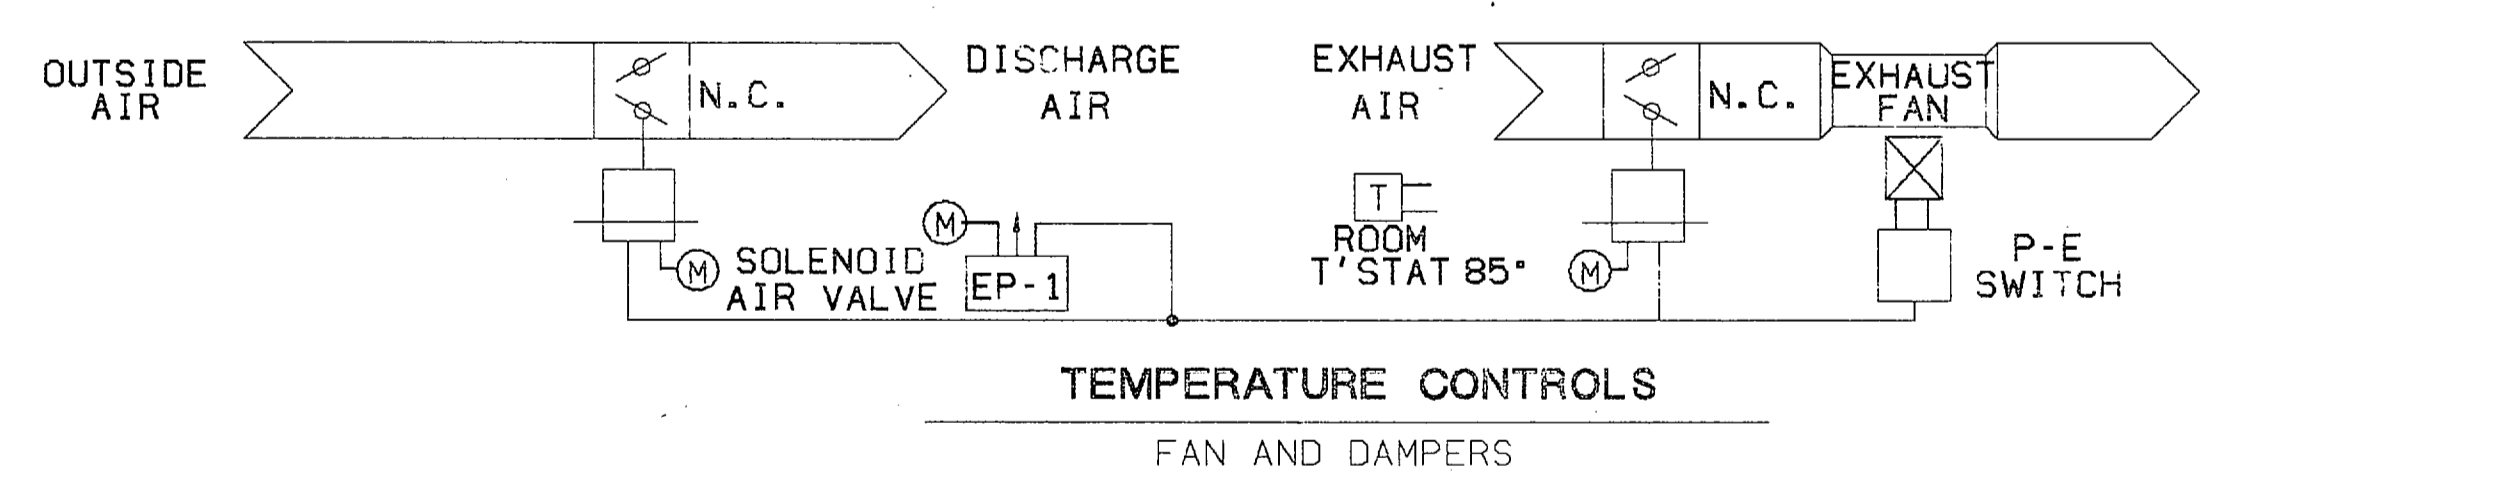 OUTSIDE
AIR
N.C.
DISCHARGE
AIR
EXHAUST
AIR
N.C.
EXHAUST
FAN
M
SOLENOID
AIR VALVE
M
EP-1
T
ROOM
T'STAT 85°
M
P-E
SWITCH
TEMPERATURE CONTROLS
FAN AND DAMPERS